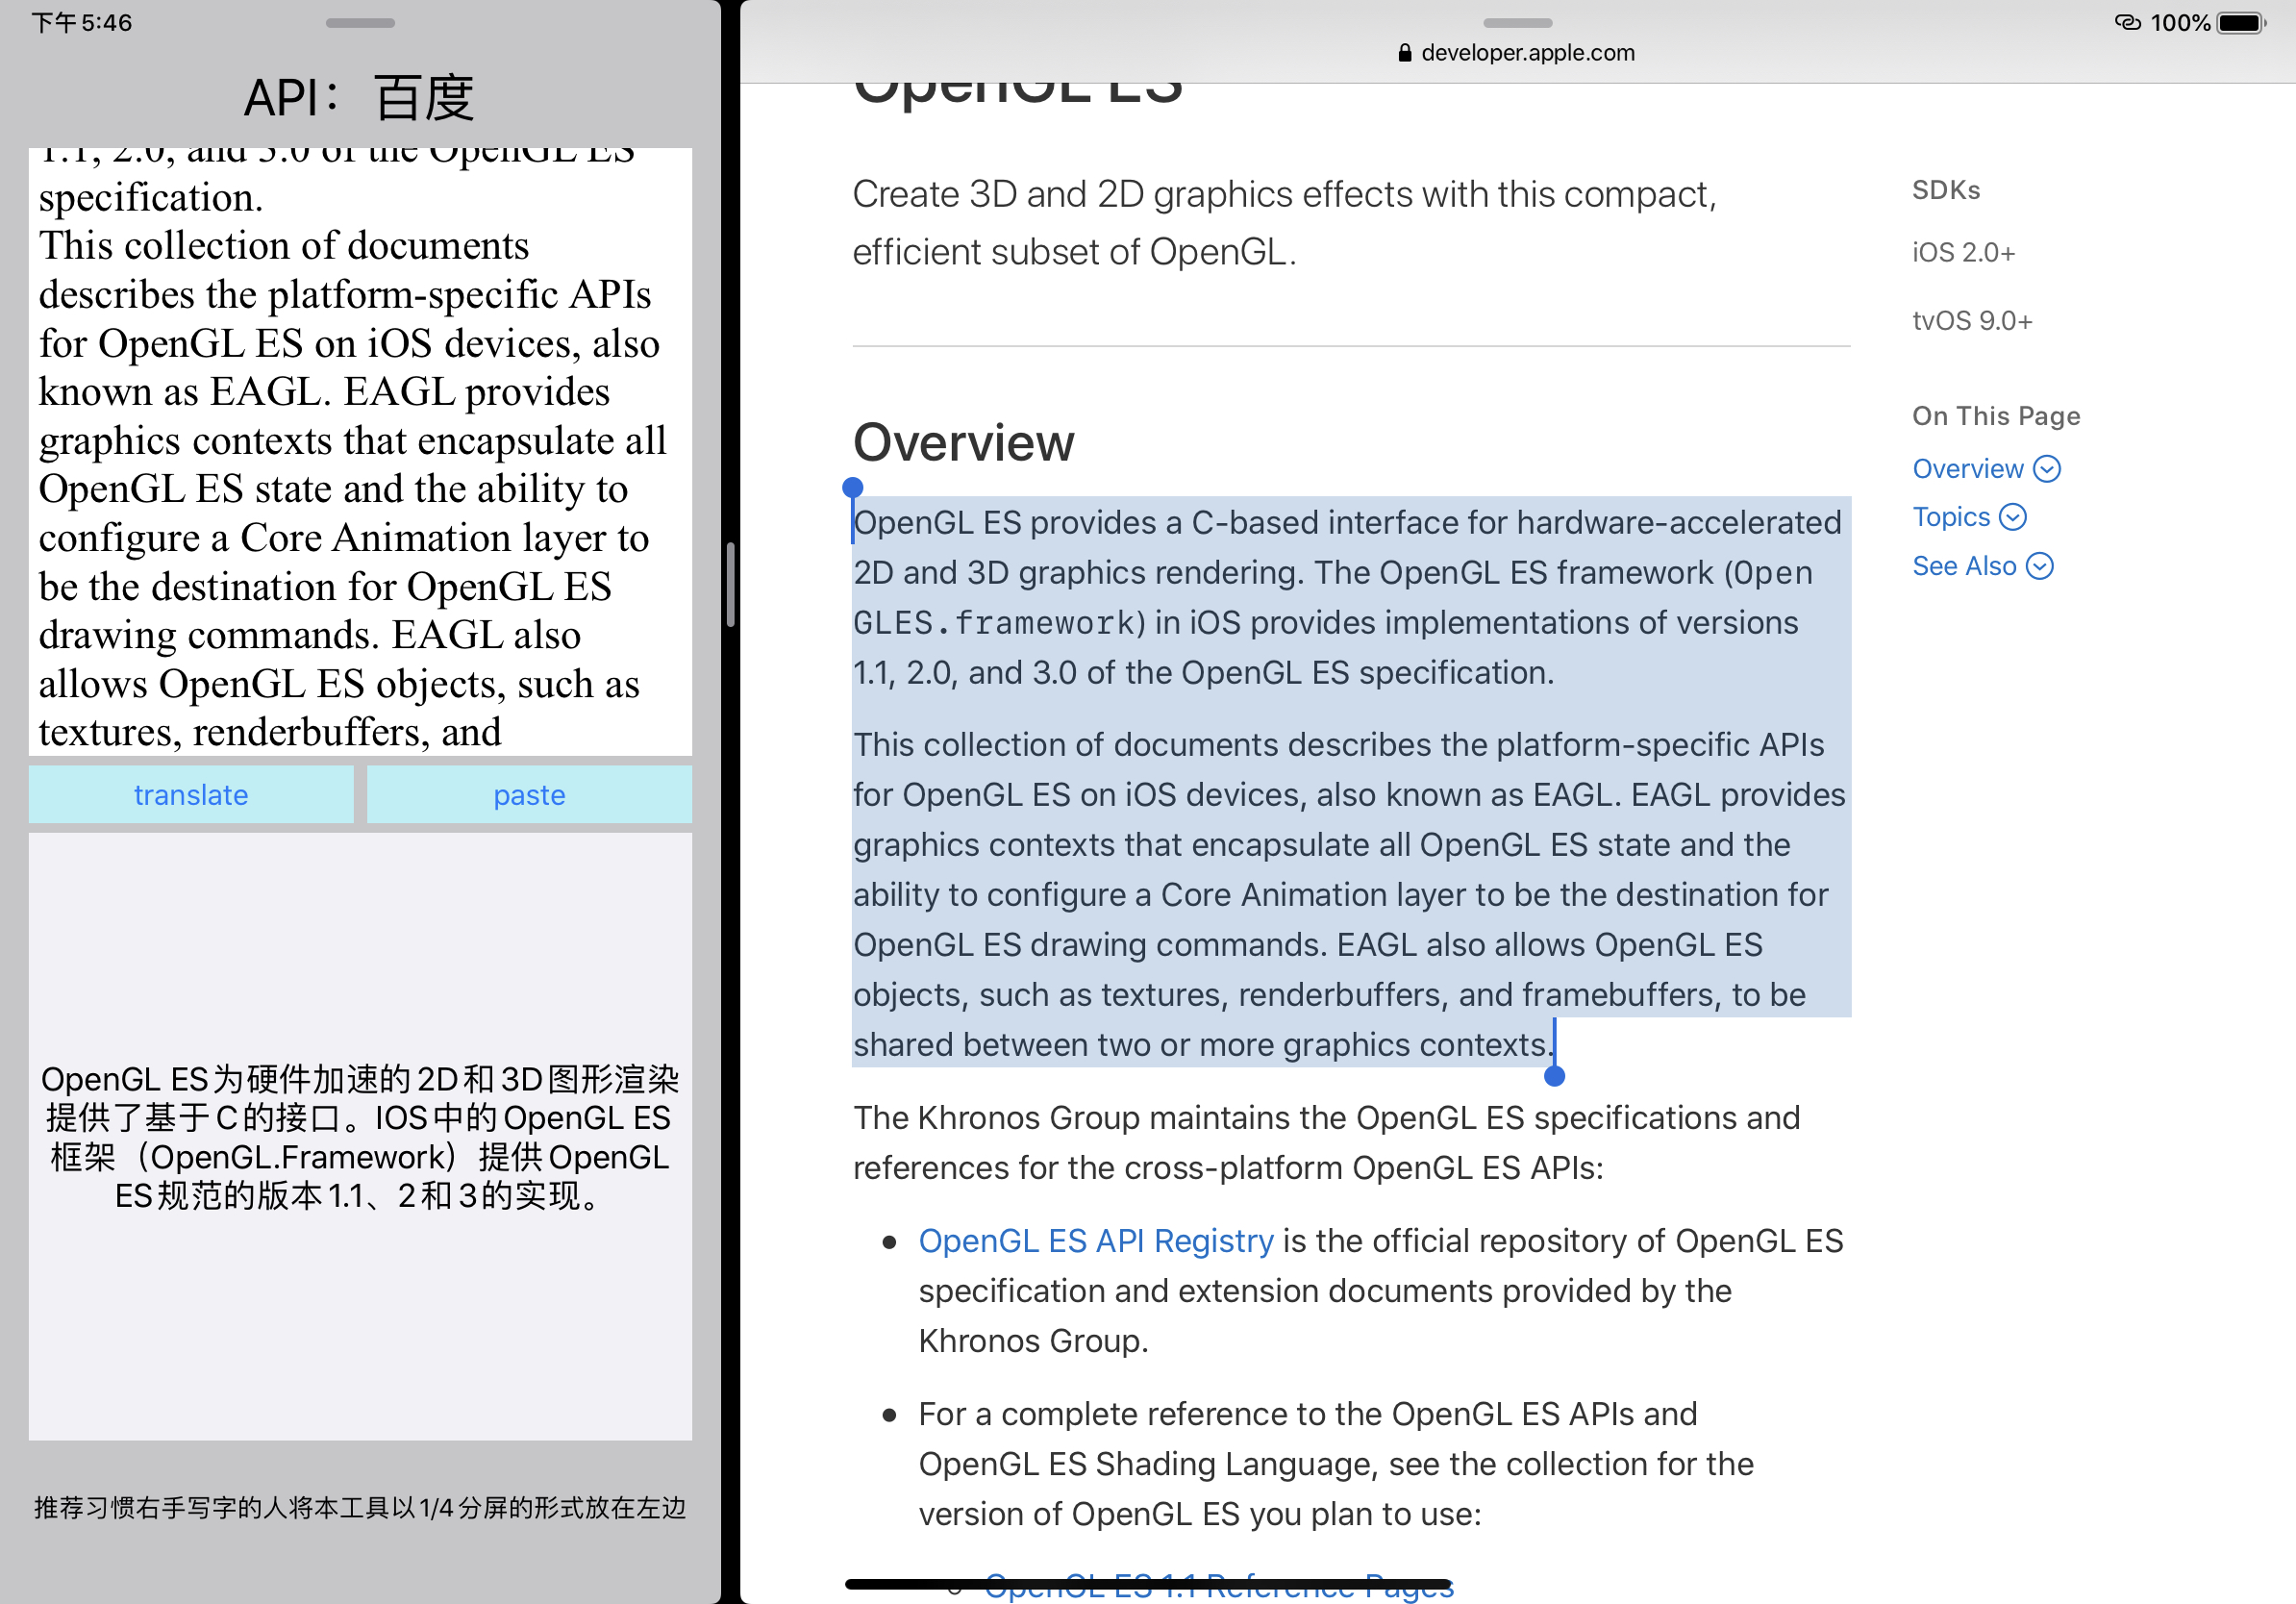 下午5:46
API：百度
1.1, 2.0, and 3.0 of the OpenGL ES
specification.
This collection of documents
describes the platform-specific APIs
for OpenGL ES on iOS devices, also
known as EAGL. EAGL provides
graphics contexts that encapsulate all
OpenGL ES state and the ability to
configure a Core Animation layer to
be the destination for OpenGL ES
drawing commands. EAGL also
allows OpenGL ES objects, such as
textures, renderbuffers, and
translate
paste
OpenGL ES为硬件加速的2D和3D图形渲染
提供了基于C的接口。IOS中的OpenGL ES
框架（OpenGL.Framework）提供OpenGL
ES规范的版本1.1、2和3的实现。
推荐习惯右手写字的人将本工具以1/4分屏的形式放在左边
100%
developer.apple.com
OpenGL ES
Create 3D and 2D graphics effects with this compact,
efficient subset of OpenGL.
Overview
OpenGL ES provides a C-based interface for hardware-accelerated
2D and 3D graphics rendering. The OpenGL ES framework (Open
GLES.framework) in iOS provides implementations of versions
1.1, 2.0, and 3.0 of the OpenGL ES specification.
This collection of documents describes the platform-specific APIs
for OpenGL ES on iOS devices, also known as EAGL. EAGL provides
graphics contexts that encapsulate all OpenGL ES state and the
ability to configure a Core Animation layer to be the destination for
OpenGL ES drawing commands. EAGL also allows OpenGL ES
objects, such as textures, renderbuffers, and framebuffers, to be
shared between two or more graphics contexts.
The Khronos Group maintains the OpenGL ES specifications and
references for the cross-platform OpenGL ES APIs:
OpenGL ES API Registry is the official repository of OpenGL ES
specification and extension documents provided by the
Khronos Group.
For a complete reference to the OpenGL ES APIs and
OpenGL ES Shading Language, see the collection for the
version of OpenGL ES you plan to use:
OpenGL ES 1.1 Reference Pages
SDKs
iOS 2.0+
tvOS 9.0+
On This Page
Overview
Topics
See Also